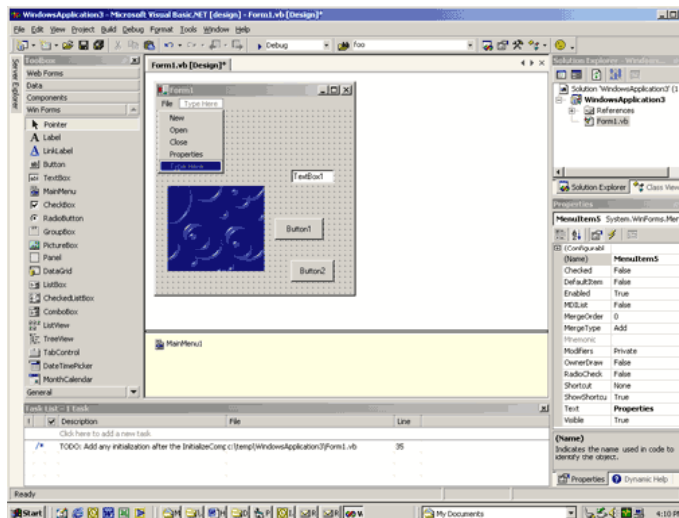 WindowsApplication3 - Microsoft Visual Basic.NET [design] - Form1.vb [Design]*
File Edit View Project Build Debug Format Tools Window Help
Debug
foo
Server Explorer
Toolbox
Web Forms
Data
Components
Win Forms
Pointer
Label
LinkLabel
Button
TextBox
MainMenu
CheckBox
RadioButton
GroupBox
PictureBox
Panel
DataGrid
ListBox
CheckedListBox
ComboBox
ListView
TreeView
TabControl
DateTimePicker
MonthCalendar
General
Form1.vb [Design]*
Form1
File Type Here
New
Open
Close
Properties
Type Here
TextBox1
Button1
Button2
MainMenu1
Solution Explorer - Windows...
Solution 'WindowsApplication3' (1
WindowsApplication3
References
Form1.vb
Solution Explorer Class View
Properties
MenuItem5 System.WinForms.Mer
(Configurabl
(Name) MenuItem5
Checked False
DefaultItem False
Enabled True
MDIList False
MergeOrder 0
MergeType Add
Mnemonic
Modifiers Private
OwnerDraw False
RadioCheck False
Shortcut None
ShowShortcu True
Text Properties
Visible True
(Name)
Indicates the name used in code to
identify the object.
Properties Dynamic Help
Task List - 1 task
! Description File Line
Click here to add a new task
TODO: Add any initialization after the InitializeComp c:\temp\WindowsApplication3\Form1.vb 35
Ready
Start
My Documents
4:10 PM